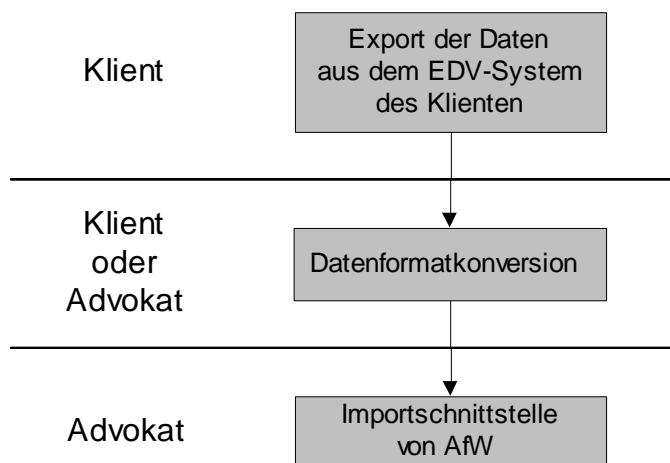 Klient
Export der Daten
aus dem EDV-System
des Klienten
Klient
oder
Advokat
Datenformatkonversion
Advokat
Importschnittstelle
von AfW